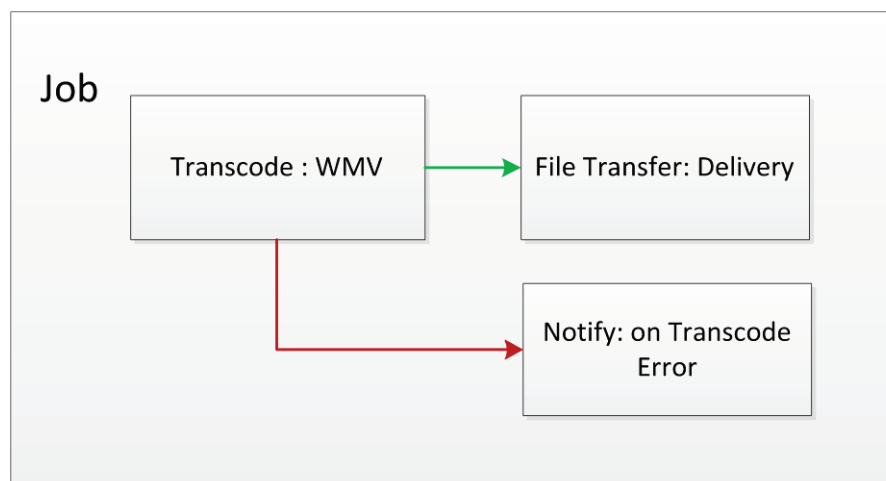 Job
Transcode : WMV
File Transfer: Delivery
Notify: on Transcode
Error